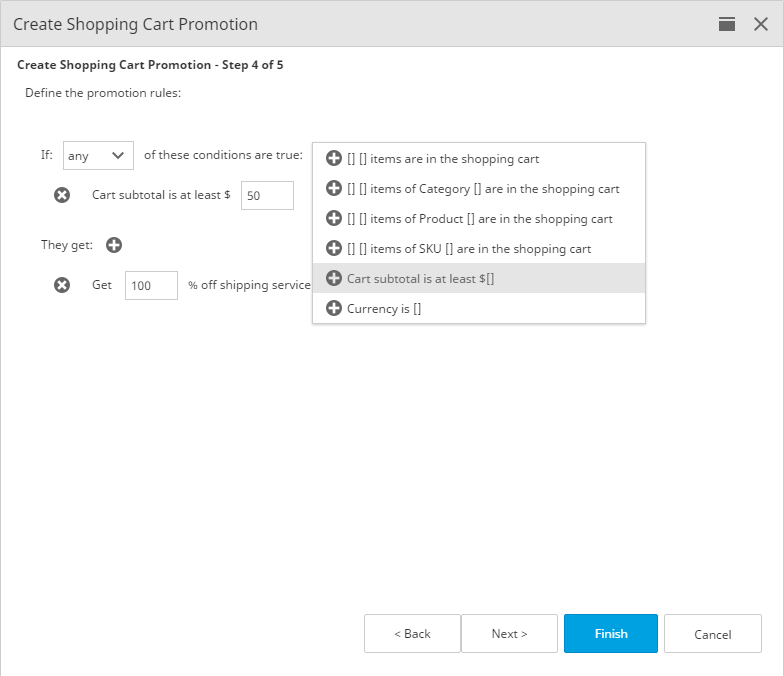 Create Shopping Cart Promotion
Create Shopping Cart Promotion - Step 4 of 5
Define the promotion rules:
If: any of these conditions are true:
[] [] items are in the shopping cart
[] [] items of Category [] are in the shopping cart
Cart subtotal is at least $ 50
[] [] items of Product [] are in the shopping cart
They get:
[] [] items of SKU [] are in the shopping cart
Cart subtotal is at least $[]
Get 100 % off shipping service
Currency is []
< Back Next > Finish Cancel